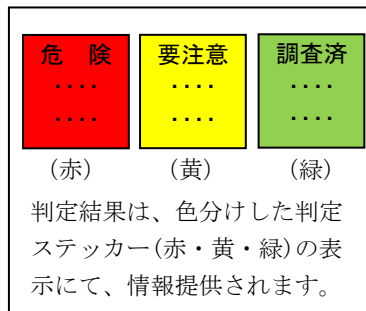 危　険　要注意　調査済
････　････　････
････　････　････
(赤)　(黄)　(緑)
判定結果は、色分けした判定
ステッカー(赤・黄・緑)の表
示にて、情報提供されます。